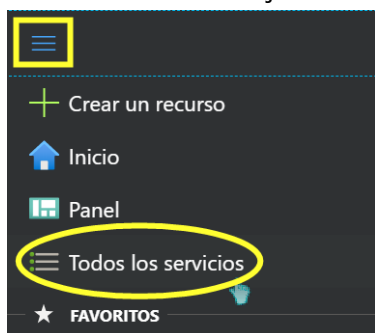 Crear un recurso
Inicio
Panel
Todos los servicios
FAVORITOS